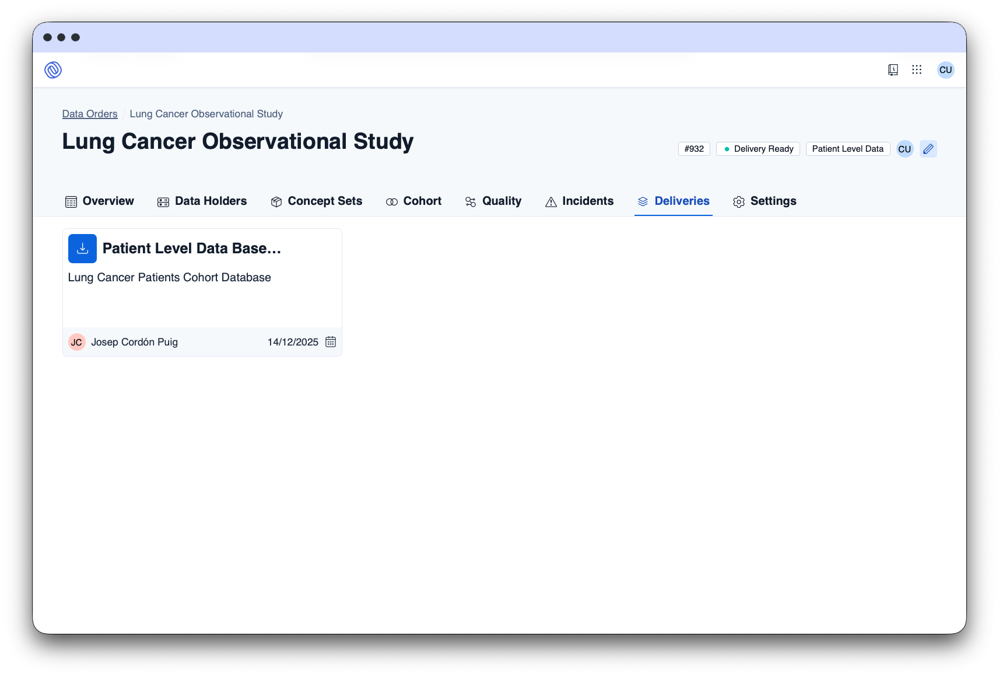 CU
Data Orders / Lung Cancer Observational Study
Lung Cancer Observational Study
#932 Delivery Ready Patient Level Data CU
Overview Data Holders Concept Sets Cohort Quality Incidents Deliveries Settings
Patient Level Data Base...
Lung Cancer Patients Cohort Database
JC Josep Cordón Puig 14/12/2025